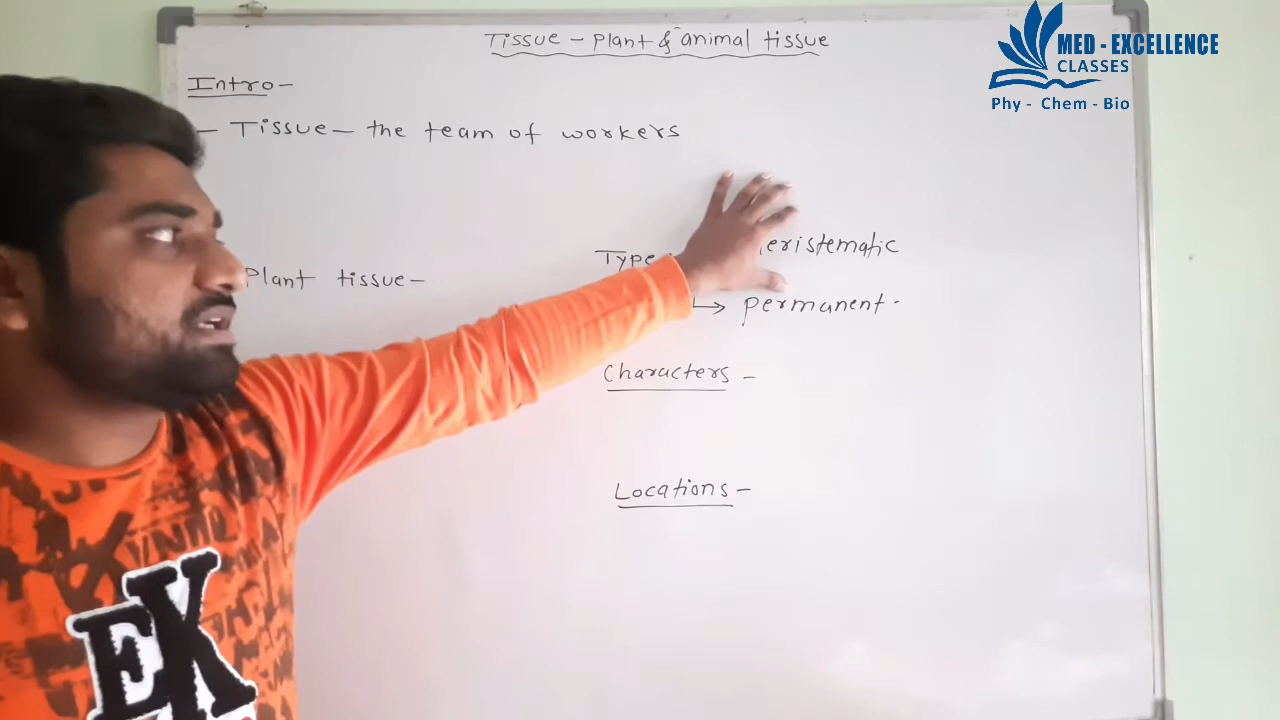 Tissue - Plant & animal tissue
MED - EXCELLENCE
CLASSES
Phy - Chem - Bio
Intro -
- Tissue - the team of workers
Plant tissue -
Type
eristematic
→ permanent.
Characters -
Locations -
EK